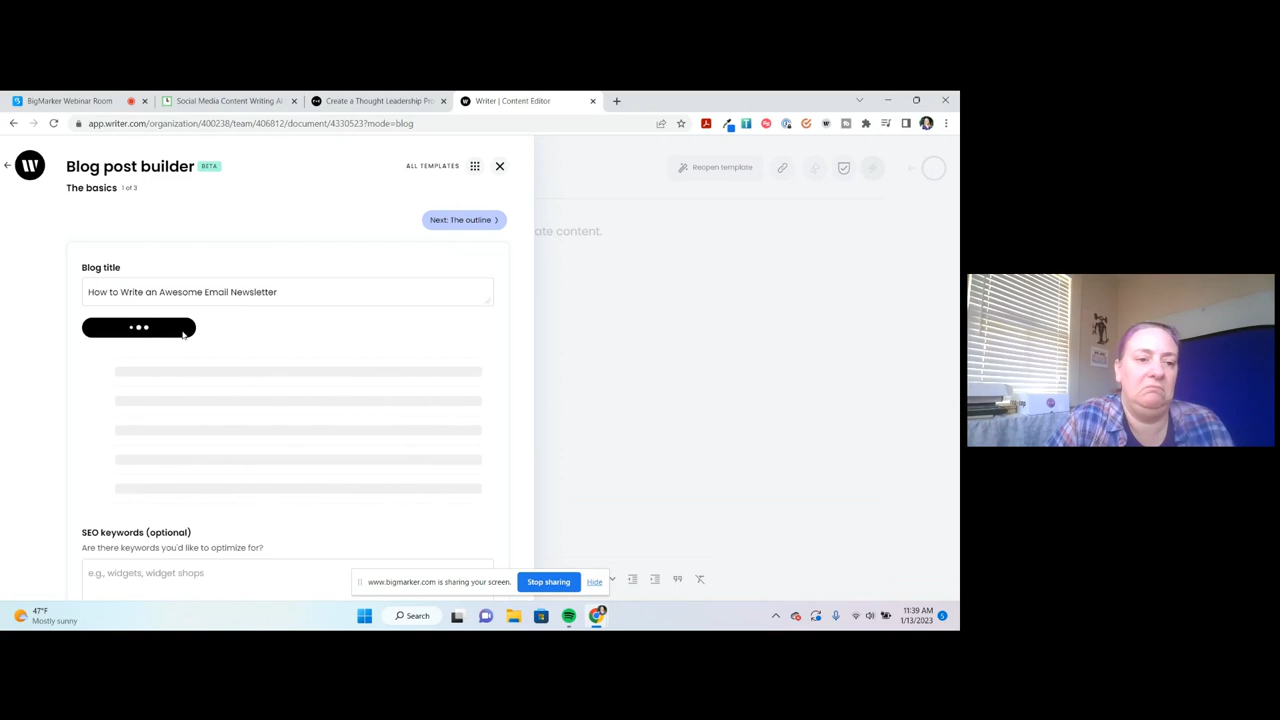 BigMarker Webinar Room
Social Media Content Writing AI
Create a Thought Leadership Pro
Writer | Content Editor
app.writer.com/organization/400238/team/406812/document/4330523?mode=blog
Blog post builder BETA
ALL TEMPLATES
The basics 1 of 3
Reopen template
Next: The outline
ate content.
Blog title
How to Write an Awesome Email Newsletter
SEO keywords (optional)
Are there keywords you'd like to optimize for?
e.g., widgets, widget shops
www.bigmarker.com is sharing your screen. Stop sharing Hide
47°F
Mostly sunny
Search
11:39 AM
1/13/2023
5